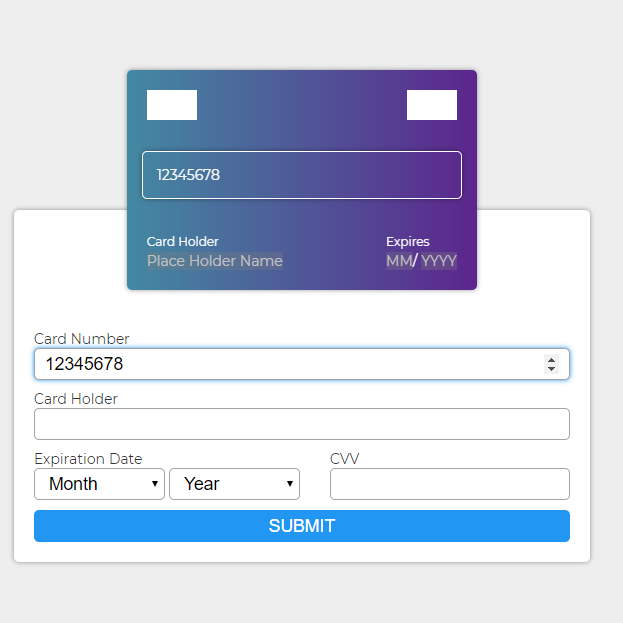 12345678
Card Holder Expires
Place Holder Name MM/ YYYY
Card Number
12345678
Card Holder
Expiration Date CVV
Month Year
SUBMIT